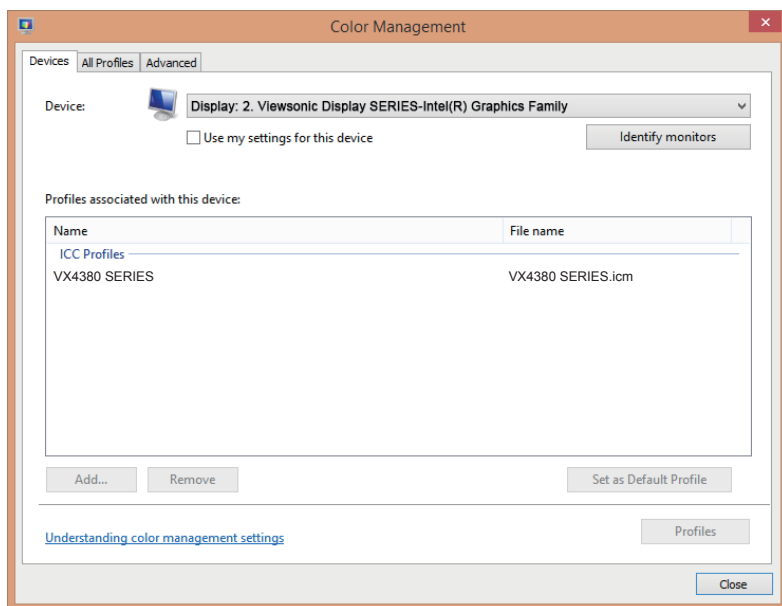 Color Management
Devices All Profiles Advanced
Device: Display: 2. Viewsonic Display SERIES-Intel(R) Graphics Family
Use my settings for this device Identify monitors
Profiles associated with this device:
Name File name
ICC Profiles
VX4380 SERIES VX4380 SERIES.icm
Add... Remove Set as Default Profile
Understanding color management settings Profiles
Close